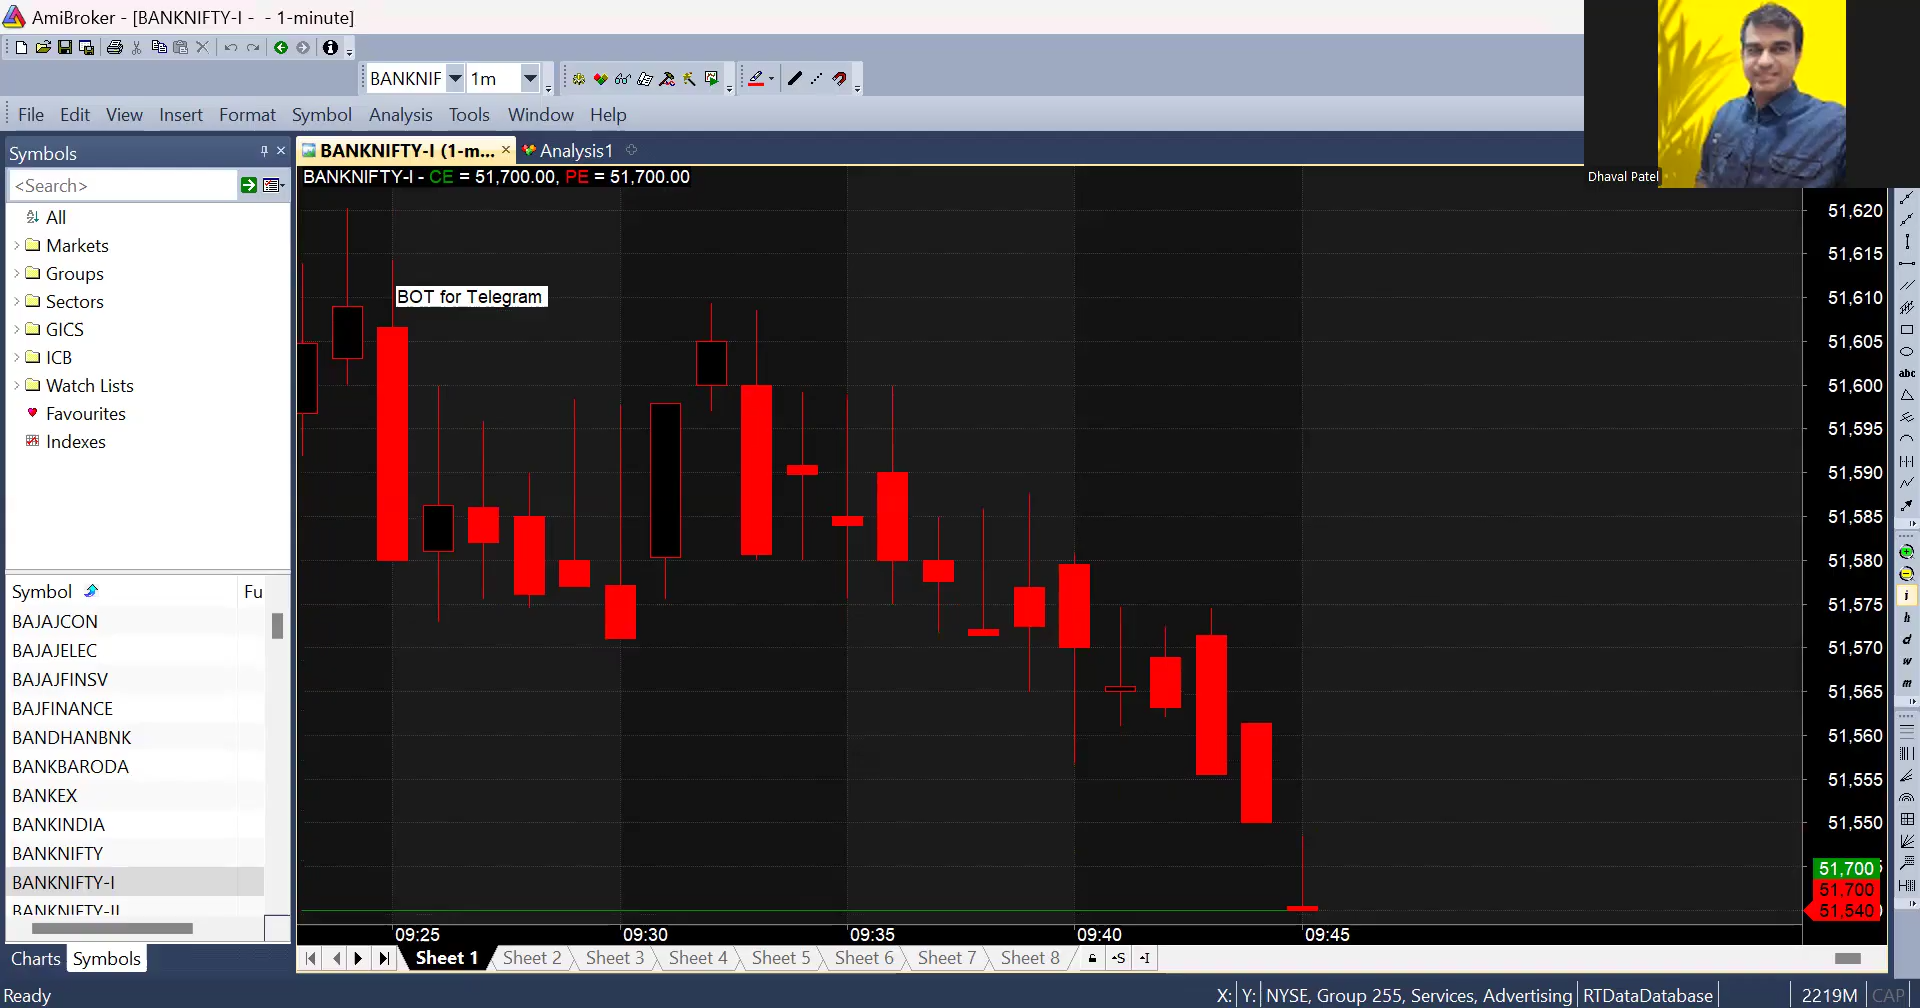 AmiBroker - [BANKNIFTY-I - - 1-minute]
BANKNIF 1m
File Edit View Insert Format Symbol Analysis Tools Window Help
Dhaval Patel
Symbols
BANKNIFTY-I (1-m... Analysis1
<Search>
BANKNIFTY-I - CE = 51,700.00, PE = 51,700.00
All
Markets
Groups
Sectors
GICS
ICB
Watch Lists
Favourites
Indexes
BOT for Telegram
Symbol Fu
BAJAJCON
BAJAJELEC
BAJAJFINSV
BAJFINANCE
BANDHANBNK
BANKBARODA
BANKEX
BANKINDIA
BANKNIFTY
BANKNIFTY-I
BANKNIFTY-II
Charts Symbols
51,620
51,615
51,610
51,605
51,600
51,595
51,590
51,585
51,580
51,575
51,570
51,565
51,560
51,555
51,550
51,700
51,700
51,540
abc
i
h
d
w
m
09:25 09:30 09:35 09:40 09:45
Sheet 1 Sheet 2 Sheet 3 Sheet 4 Sheet 5 Sheet 6 Sheet 7 Sheet 8 S I
Ready X: Y: NYSE, Group 255, Services, Advertising RTDataDatabase 2219M CAP